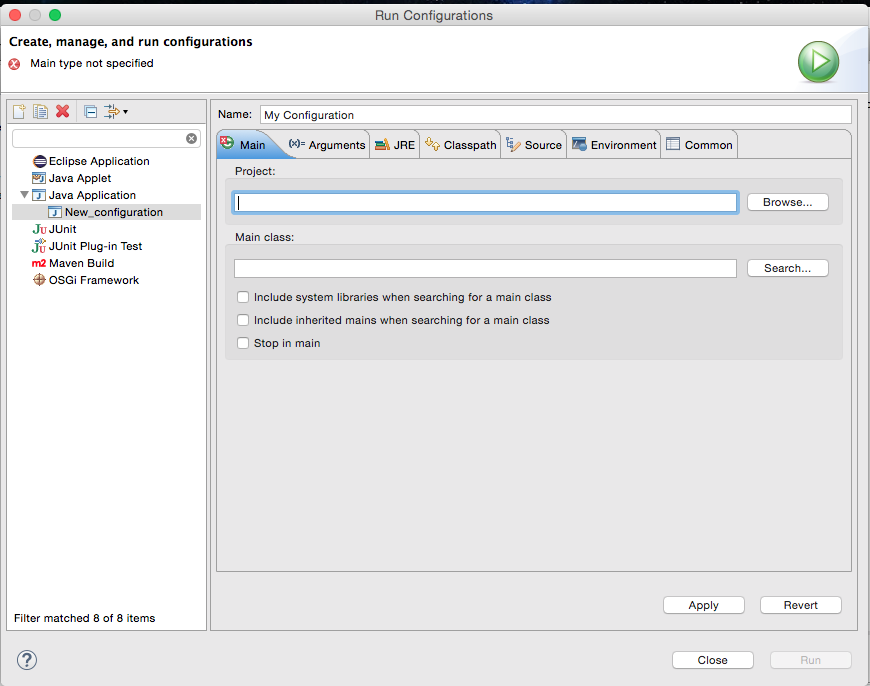 Run Configurations
Create, manage, and run configurations
Main type not specified
Name: My Configuration
Eclipse Application
Java Applet
Java Application
New_configuration
JUnit
JUnit Plug-in Test
m2 Maven Build
OSGi Framework
Filter matched 8 of 8 items
Main (x)= Arguments JRE Classpath Source Environment Common
Project:
Browse...
Main class:
Search...
Include system libraries when searching for a main class
Include inherited mains when searching for a main class
Stop in main
Apply Revert
? Close Run